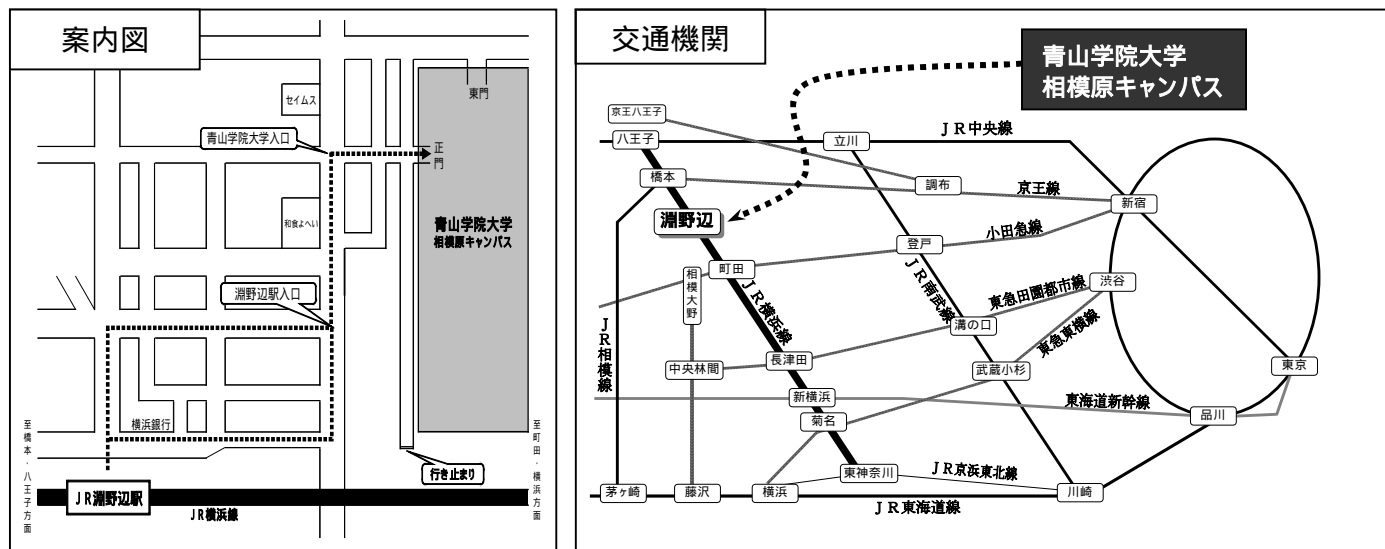 案内図
セイムス
東門
青山学院大学入口
正門
和食よへい
青山学院大学
相模原キャンパス
淵野辺駅入口
横浜銀行
至橋本・八王子方面
至町田・横浜方面
行き止まり
JR淵野辺駅
JR横浜線
交通機関
青山学院大学
相模原キャンパス
京王八王子
JR中央線
八王子
立川
橋本
調布
京王線
新宿
淵野辺
小田急線
登戸
町田
相模大野
JR南武線
渋谷
東急田園都市線
JR横浜線
溝の口
東急東横線
JR相模線
長津田
中央林間
武蔵小杉
東京
新横浜
東海道新幹線
菊名
品川
東神奈川
JR京浜東北線
茅ヶ崎
藤沢
横浜
川崎
JR東海道線